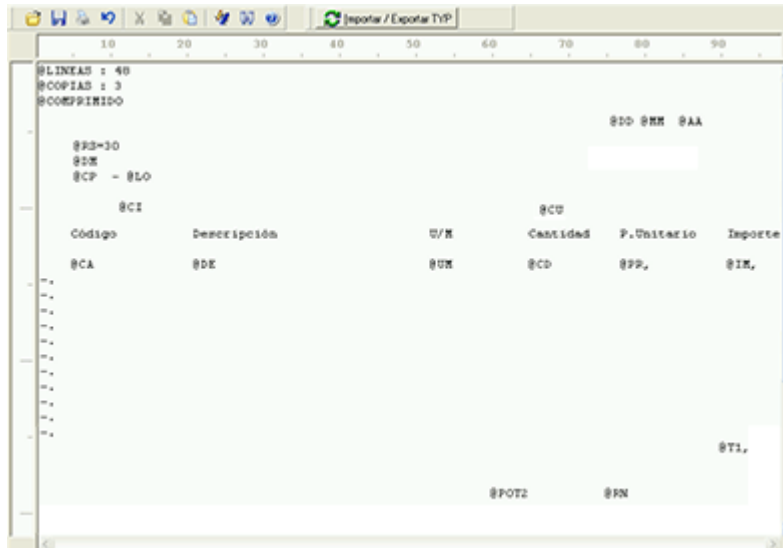 Importar / Exportar TYP
10 20 30 40 50 60 70 80 90
@LINEAS : 48
@COPIAS : 3
@COMPRIMIDO
@DD @MM @AA
@RS=30
@DM
@CP - @LO
@CI @CU
Código Descripción U/M Cantidad P.Unitario Importe
@CA @DE @UM @CD @PR, @IM,
-.
-.
-.
-.
-.
-.
-.
-.
-.
-.
-.
@T1,
@POT2 @RN